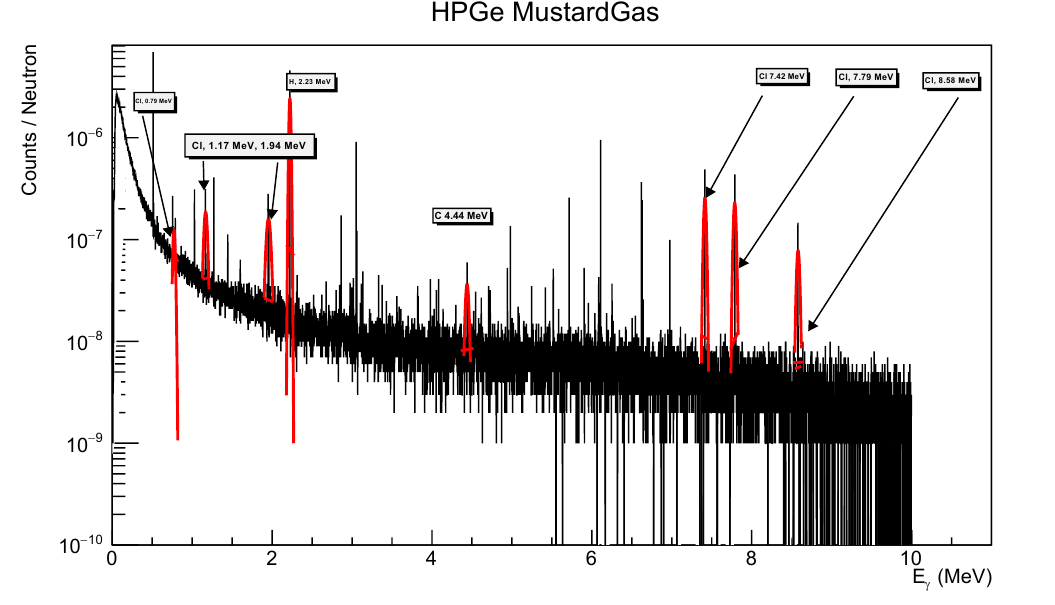 HPGe MustardGas
Counts / Neutron
Cl, 0.79 MeV
H, 2.23 MeV
Cl, 1.17 MeV, 1.94 MeV
C 4.44 MeV
Cl 7.42 MeV
Cl, 7.79 MeV
Cl, 8.58 MeV
10−6
10−7
10−8
10−9
10−10
0 2 4 6 8 10
Eγ (MeV)